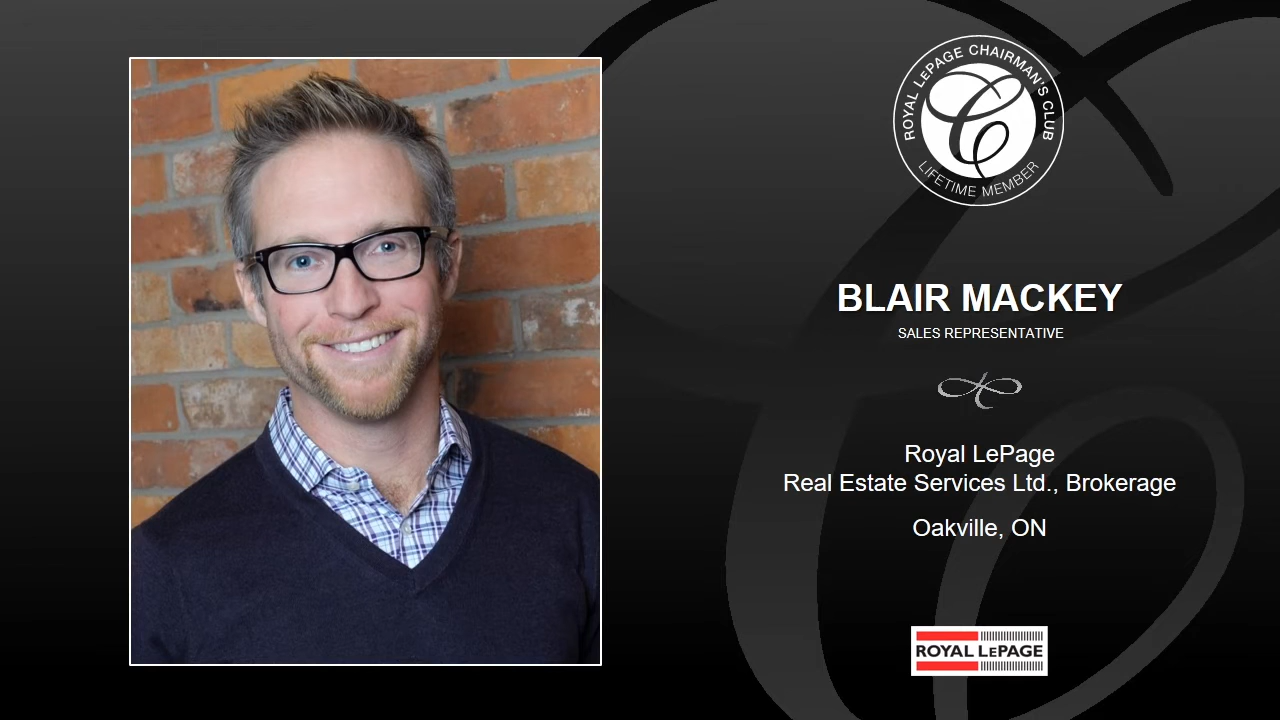 ROYAL LEPAGE CHAIRMAN'S CLUB
LIFETIME MEMBER
BLAIR MACKEY
SALES REPRESENTATIVE
Royal LePage
Real Estate Services Ltd., Brokerage
Oakville, ON
ROYAL LEPAGE